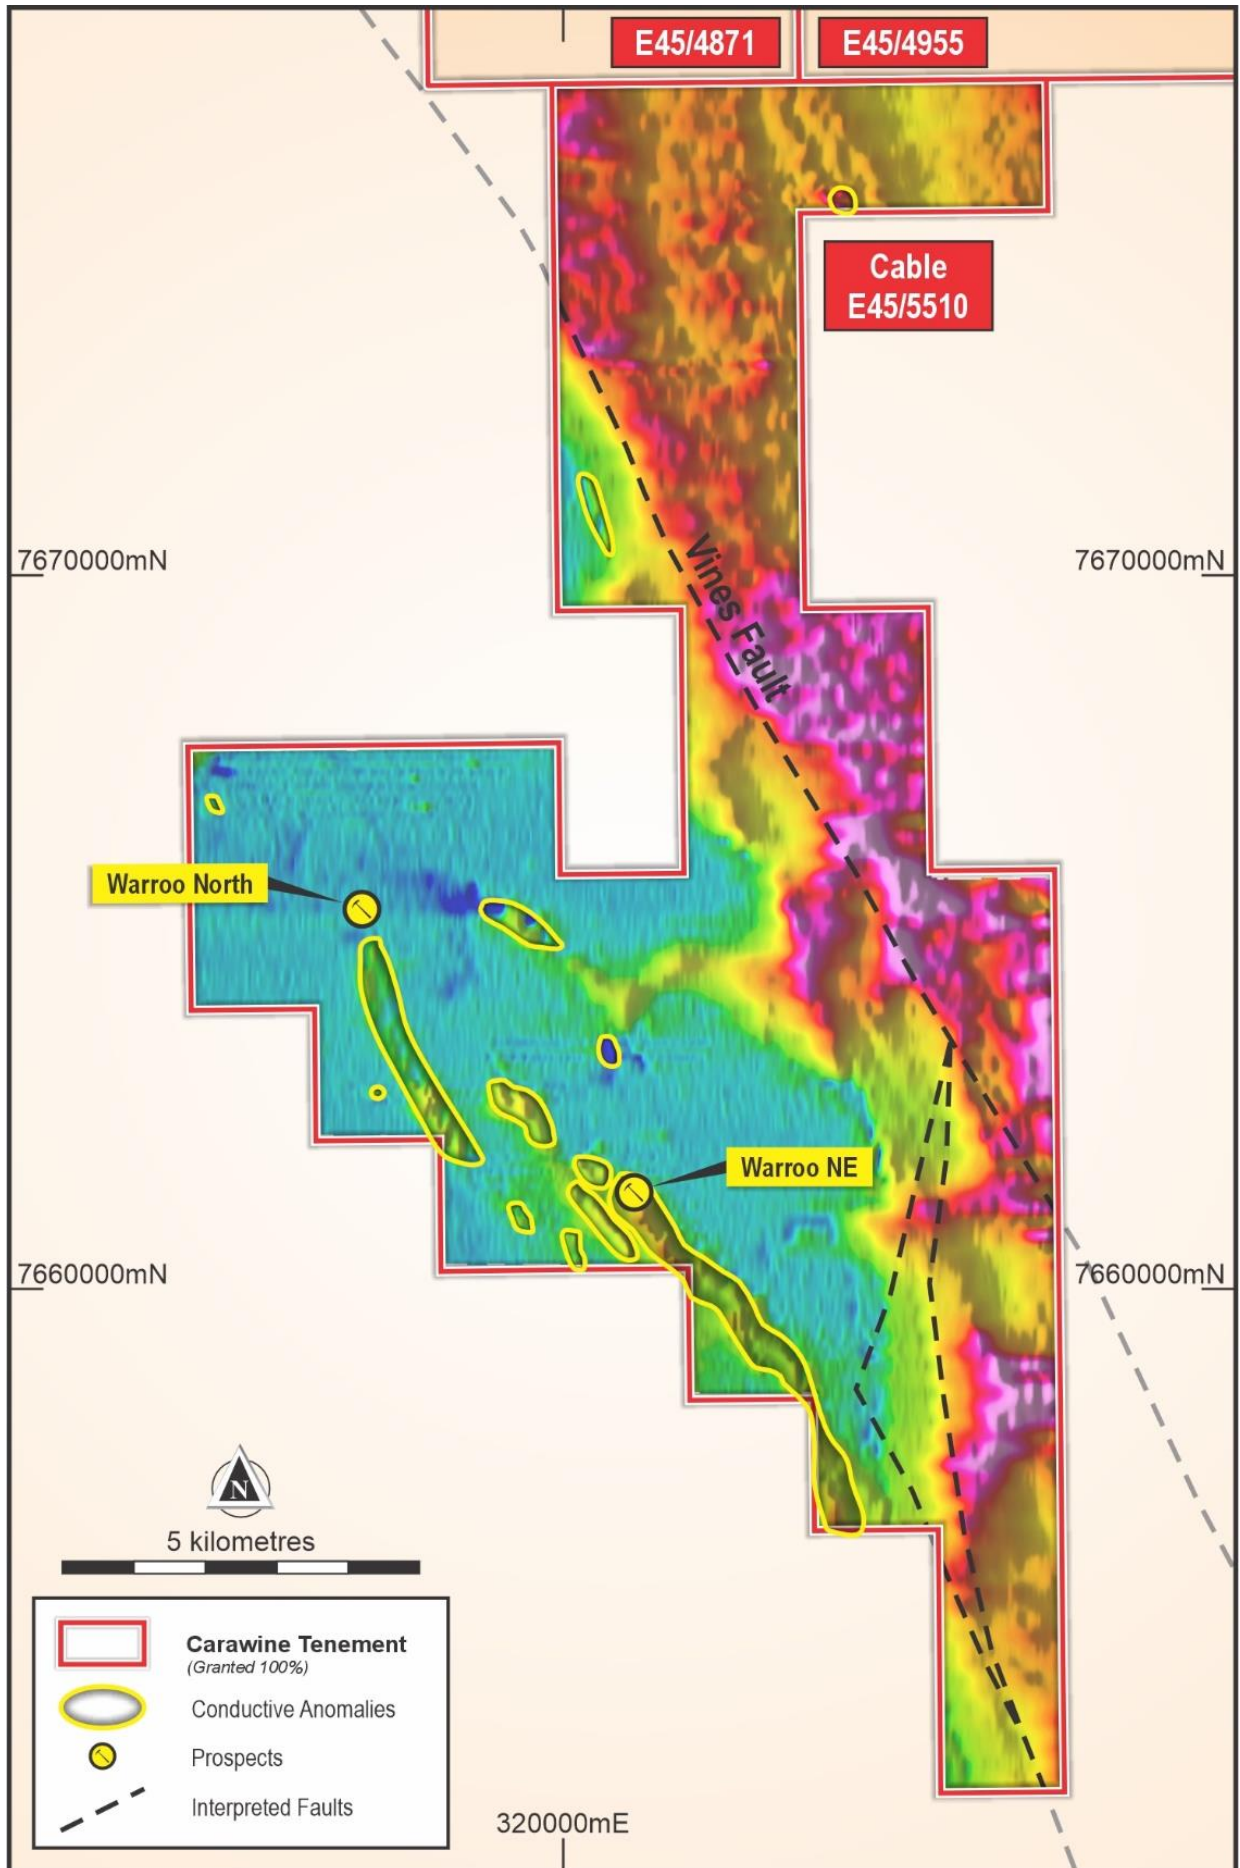 E45/4871
E45/4955
Cable
E45/5510
7670000mN
7670000mN
Vines Fault
Warroo North
Warroo NE
7660000mN
7660000mN
N
5 kilometres
Carawine Tenement
(Granted 100%)
Conductive Anomalies
Prospects
Interpreted Faults
320000mE